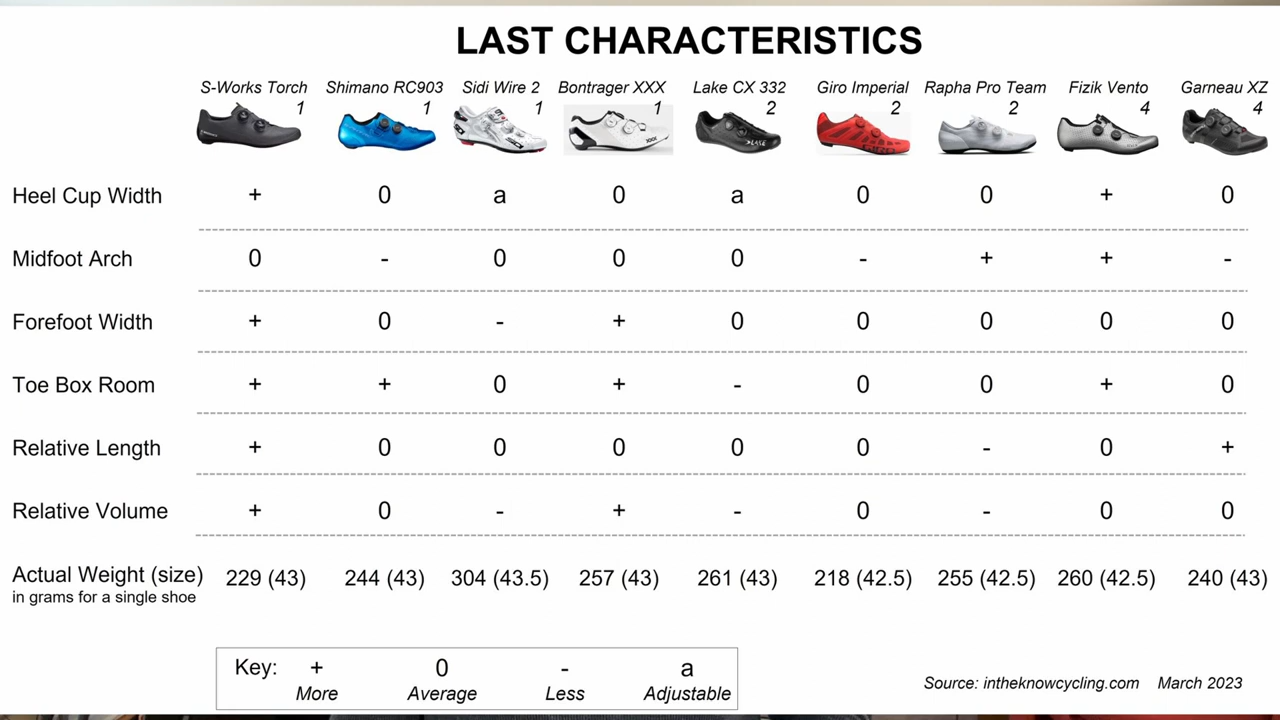 LAST CHARACTERISTICS
S-Works Torch Shimano RC903 Sidi Wire 2 Bontrager XXX Lake CX 332 Giro Imperial Rapha Pro Team Fizik Vento Garneau XZ
1 1 1 1 2 2 2 4 4
Heel Cup Width + 0 a 0 a 0 0 + 0
Midfoot Arch 0 - 0 0 0 - + + -
Forefoot Width + 0 - + 0 0 0 0 0
Toe Box Room + + 0 + - 0 0 + 0
Relative Length + 0 0 0 0 0 - 0 +
Relative Volume + 0 - + - 0 - 0 0
Actual Weight (size) 229 (43) 244 (43) 304 (43.5) 257 (43) 261 (43) 218 (42.5) 255 (42.5) 260 (42.5) 240 (43)
in grams for a single shoe
Key: + 0 - a
More Average Less Adjustable
Source: intheknowcycling.com March 2023